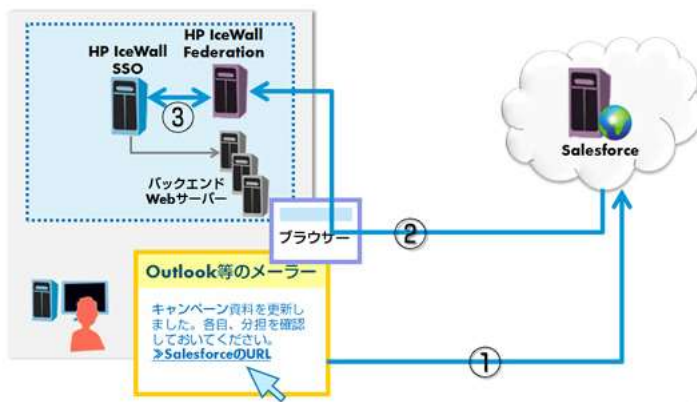 HP IceWall
SSO
HP IceWall
Federation
③
バックエンド
Webサーバー
Salesforce
ブラウザー
②
Outlook等のメーラー
キャンペーン資料を更新し
ました。各自、分担を確認
しておいてください。
≫SalesforceのURL
①